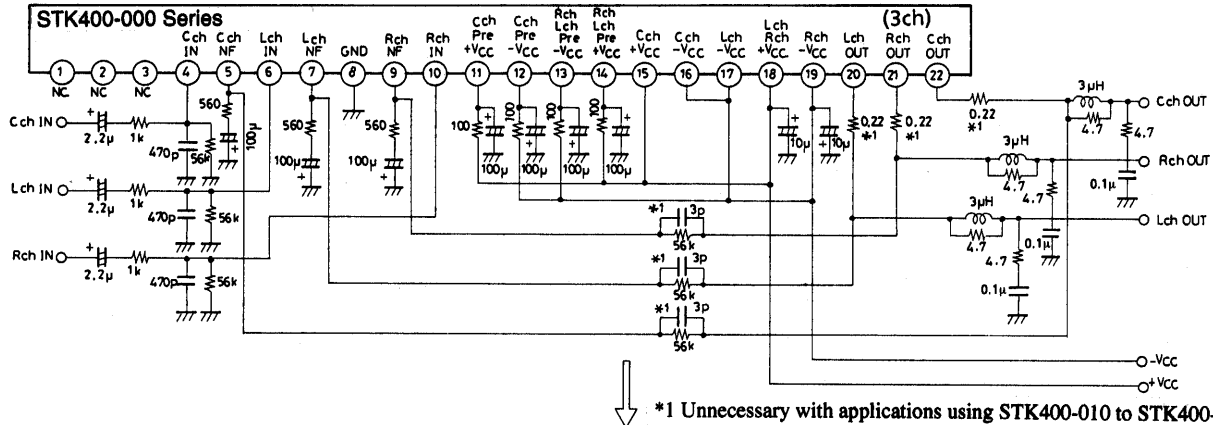 STK400-000 Series (3ch)
Cch IN
Cch NF
Lch IN
Lch NF
GND
Rch NF
Rch IN
Cch Pre +VCC
Cch Pre -VCC
Rch Lch Pre -VCC
Rch Lch Pre +VCC
Cch +VCC
Cch -VCC
Lch -VCC
Lch Rch +VCC
Rch -VCC
Lch OUT
Rch OUT
Cch OUT
1 2 3 4 5 6 7 8 9 10 11 12 13 14 15 16 17 18 19 20 21 22
NC NC NC
Cch IN
+
2.2μ
1k
470p
56k
560
100μ
+
560
100μ
+
560
100μ
+
100
+
100μ
100
+
100μ
100
+
100μ
100
+
100μ
+
10μ
+
10μ
0.22
*1
0.22
*1
0.22
*1
3μH
4.7
4.7
0.1μ
Cch OUT
3μH
4.7
4.7
0.1μ
Rch OUT
3μH
4.7
4.7
0.1μ
Lch OUT
Lch IN
+
2.2μ
1k
470p
56k
Rch IN
+
2.2μ
1k
470p
56k
*1 3p
56k
*1 3p
56k
*1 3p
56k
-VCC
+VCC
*1 Unnecessary with applications using STK400-010 to STK400-